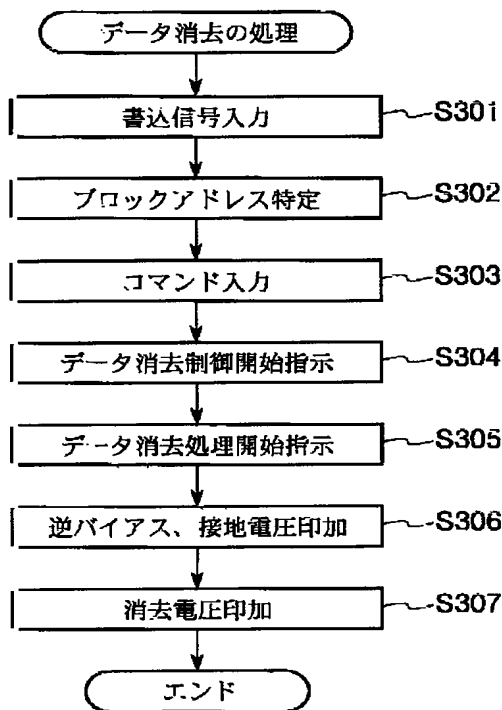 データ消去の処理
書込信号入力 S301
ブロックアドレス特定 S302
コマンド入力 S303
データ消去制御開始指示 S304
データ消去処理開始指示 S305
逆バイアス、接地電圧印加 S306
消去電圧印加 S307
エンド